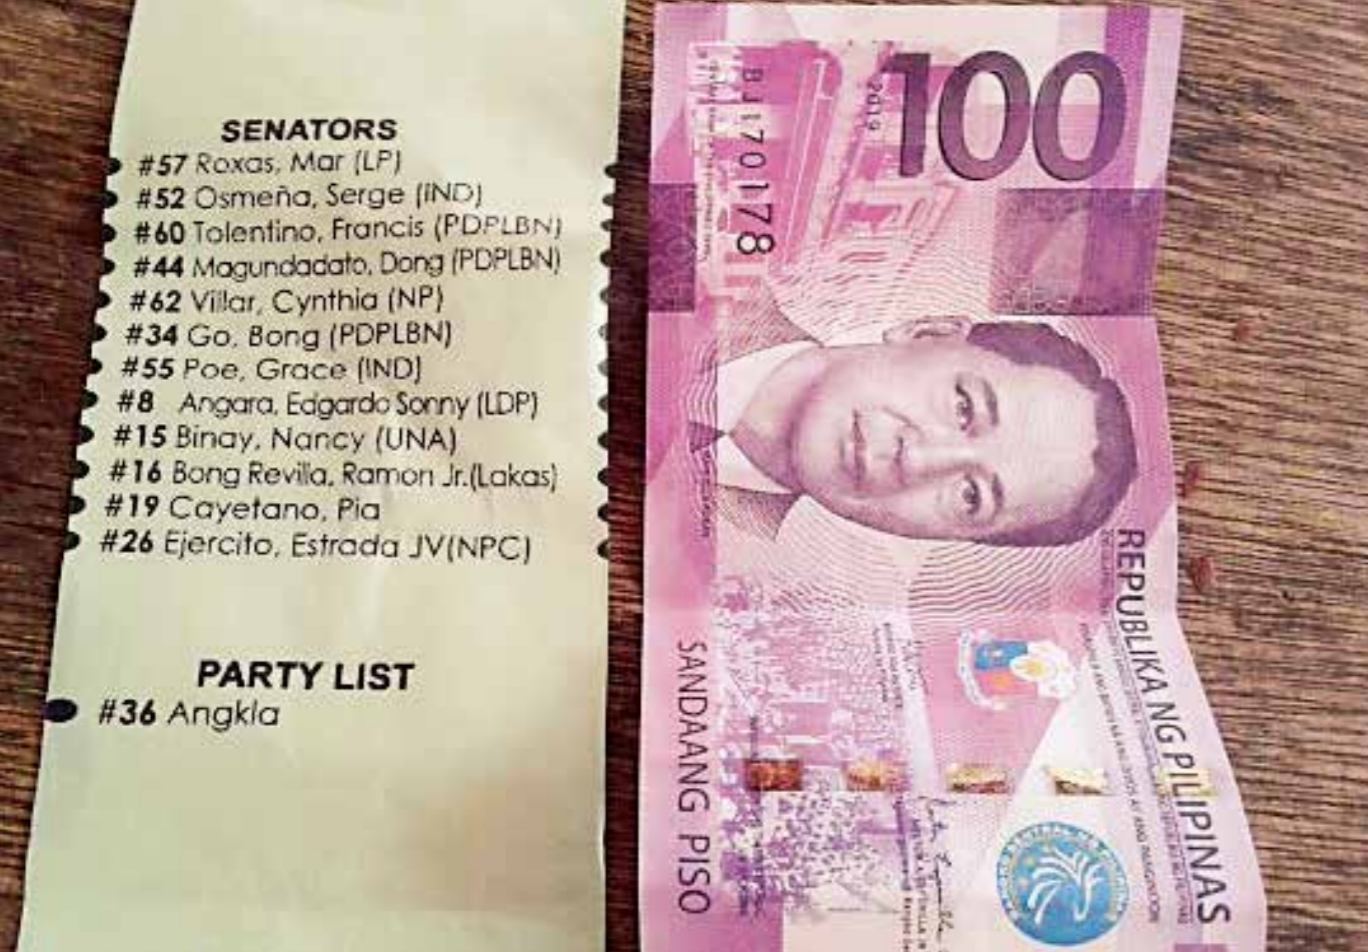 SENATORS
#57 Roxas, Mar (LP)
#52 Osmeña, Serge (IND)
#60 Tolentino, Francis (PDPLBN)
#44 Magundadato, Dong (PDPLBN)
#62 Villar, Cynthia (NP)
#34 Go, Bong (PDPLBN)
#55 Poe, Grace (IND)
#8 Angara, Edgardo Sonny (LDP)
#15 Binay, Nancy (UNA)
#16 Bong Revilla, Ramon Jr.(Lakas)
#19 Cayetano, Pia
#26 Ejercito, Estrada JV(NPC)
PARTY LIST
#36 Angkla
100
2019
BJ170178
REPUBLIKA NG PILIPINAS
SANDAANG PISO